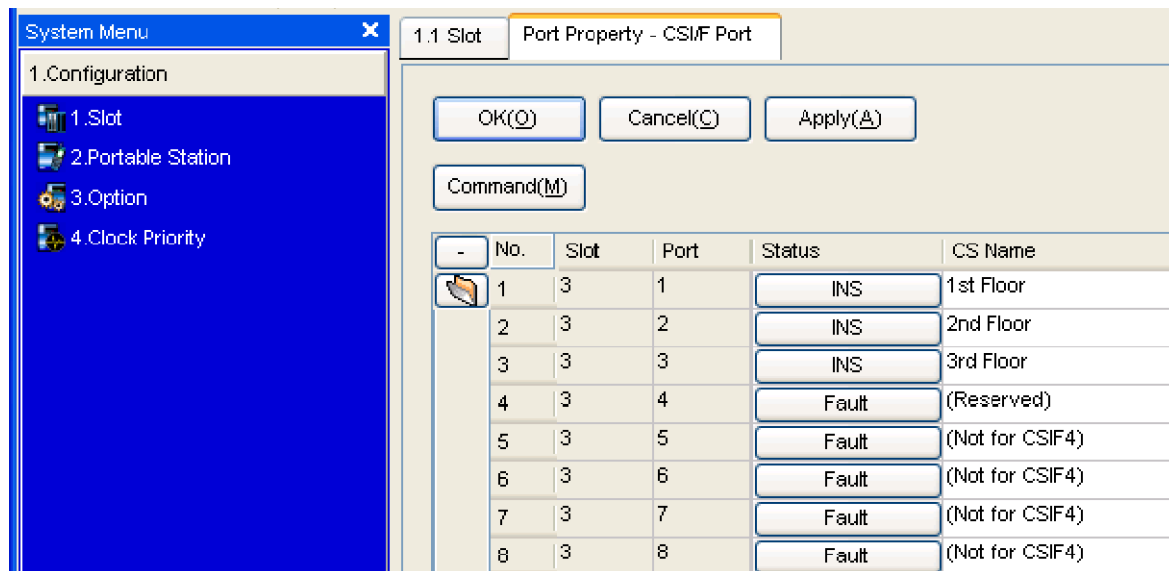 System Menu
1.Configuration
1.Slot
2.Portable Station
3.Option
4.Clock Priority
1.1 Slot
Port Property - CSI/F Port
OK(O) Cancel(C) Apply(A)
Command(M)
- No. Slot Port Status CS Name
1 3 1 INS 1st Floor
2 3 2 INS 2nd Floor
3 3 3 INS 3rd Floor
4 3 4 Fault (Reserved)
5 3 5 Fault (Not for CSIF4)
6 3 6 Fault (Not for CSIF4)
7 3 7 Fault (Not for CSIF4)
8 3 8 Fault (Not for CSIF4)